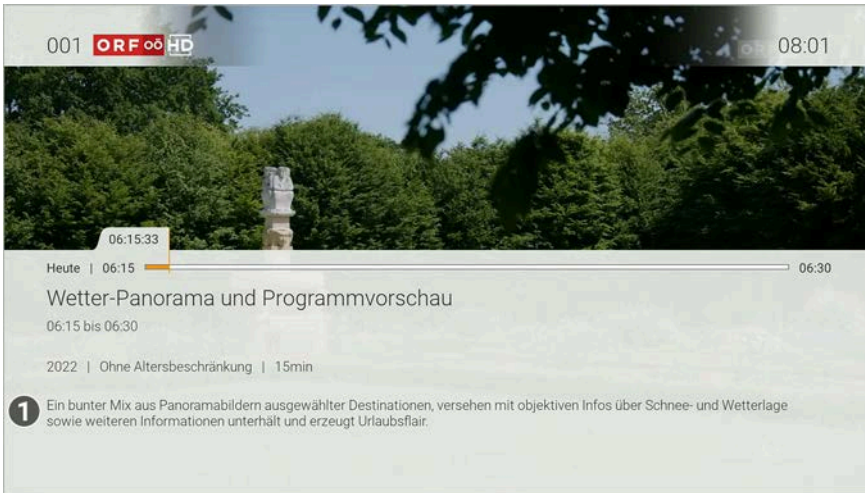 001 ORF oö HD
ORF
08:01
06:15:33
Heute | 06:15
06:30
Wetter-Panorama und Programmvorschau
06:15 bis 06:30
2022 | Ohne Altersbeschränkung | 15min
1 Ein bunter Mix aus Panoramabildern ausgewählter Destinationen, versehen mit objektiven Infos über Schnee- und Wetterlage
sowie weiteren Informationen unterhält und erzeugt Urlaubsflair.